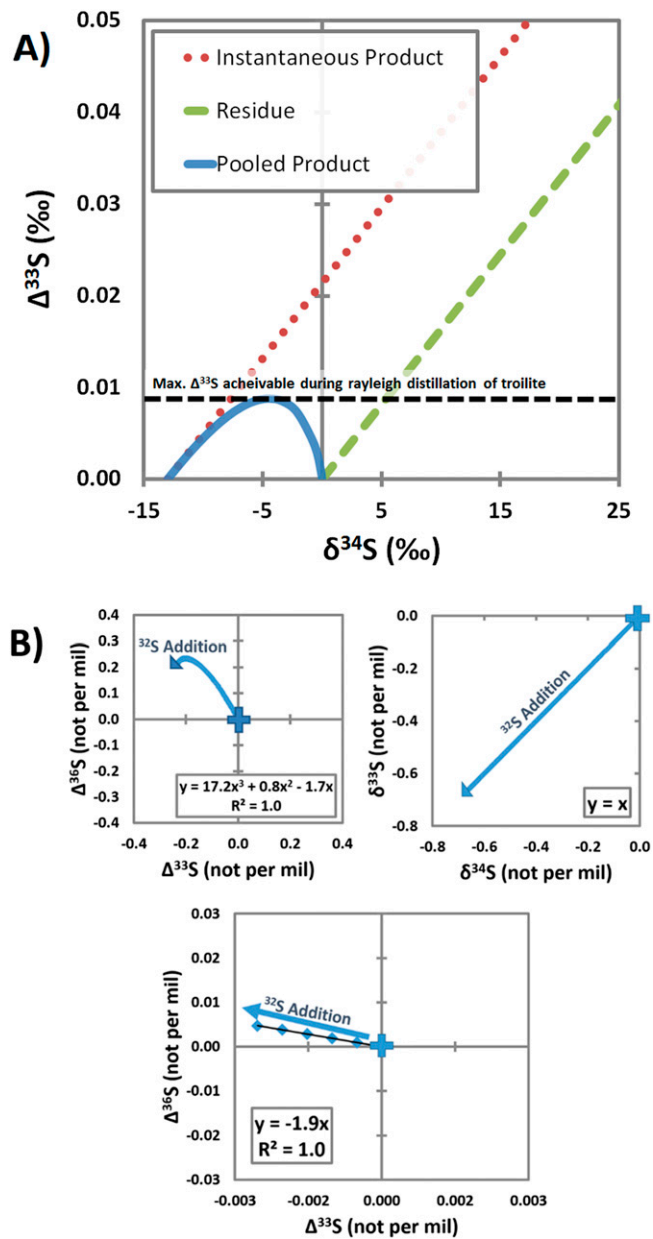 A)
0.05
0.04
0.03
0.02
0.01
0.00
Δ³³S (‰)
Instantaneous Product
Residue
Pooled Product
Max. Δ³³S acheivable during rayleigh distillation of troilite
-15 -5 5 15 25
δ³⁴S (‰)
B)
0.4
0.3
0.2
0.1
0.0
-0.1
-0.2
-0.3
-0.4
Δ³⁶S (not per mil)
³²S Addition
y = 17.2x³ + 0.8x² - 1.7x
R² = 1.0
-0.4 -0.2 0.0 0.2 0.4
Δ³³S (not per mil)
0.0
-0.2
-0.4
-0.6
-0.8
δ³³S (not per mil)
³²S Addition
y = x
-0.8 -0.6 -0.4 -0.2 0.0
δ³⁴S (not per mil)
0.03
0.02
0.01
0.00
-0.01
-0.02
-0.03
Δ³⁶S (not per mil)
³²S Addition
y = -1.9x
R² = 1.0
-0.003 -0.002 0.000 0.002 0.003
Δ³³S (not per mil)